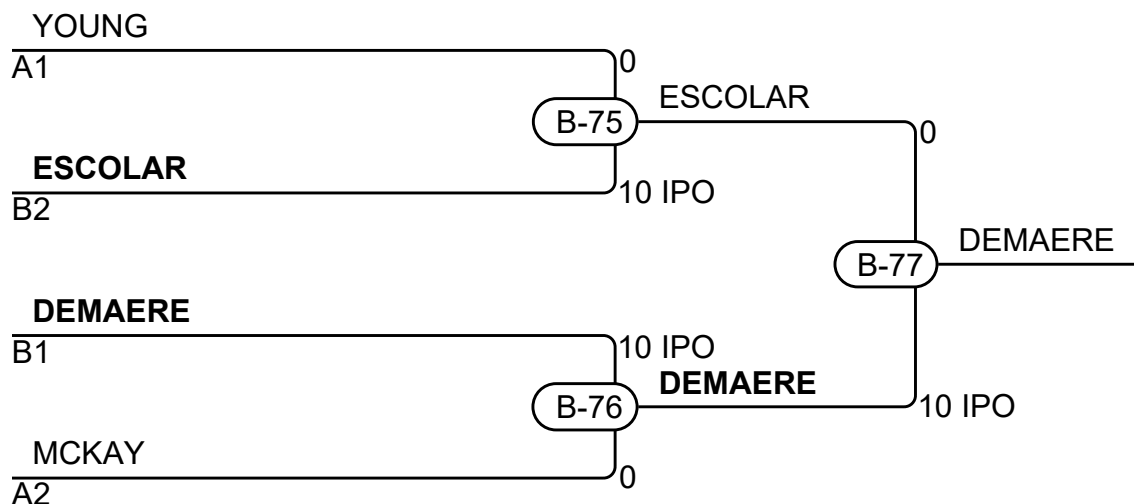 YOUNG
A1
0
B-75
ESCOLAR
0
ESCOLAR
B2
10 IPO
B-77
DEMAERE
DEMAERE
B1
10 IPO
B-76
DEMAERE
10 IPO
MCKAY
A2
0